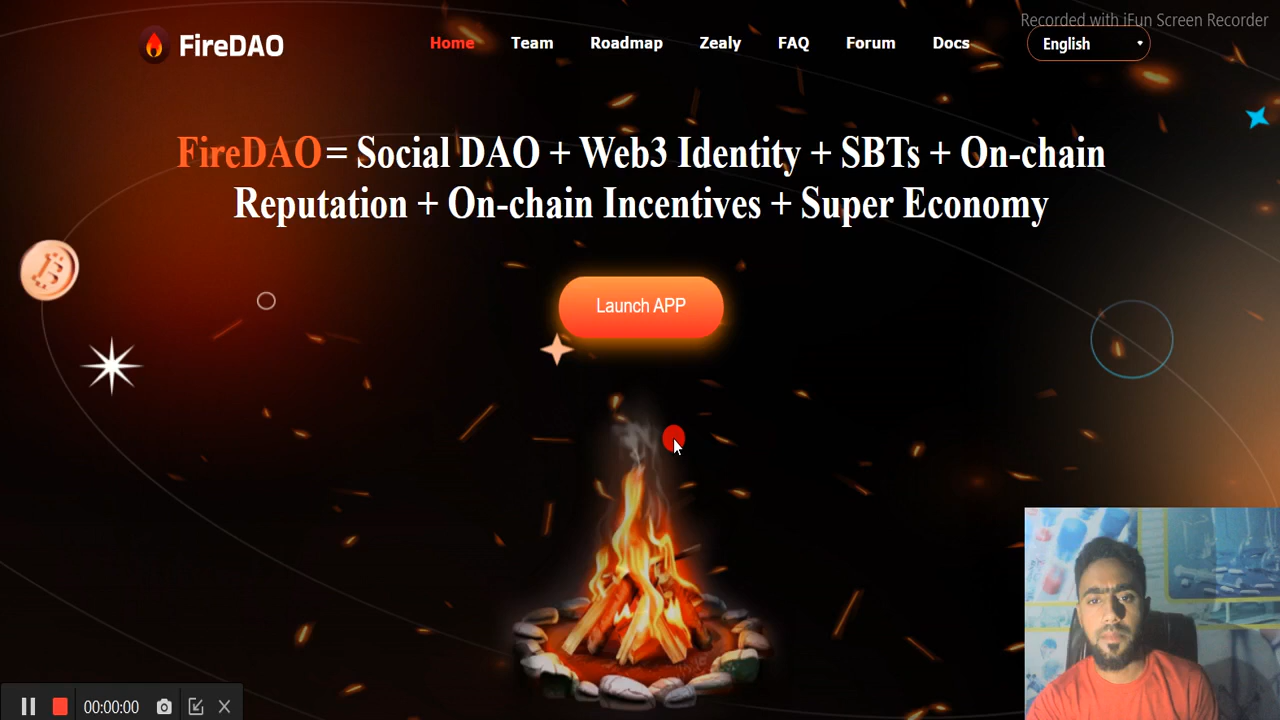 Recorded with iFun Screen Recorder
FireDAO
Home Team Roadmap Zealy FAQ Forum Docs English
FireDAO = Social DAO + Web3 Identity + SBTs + On-chain
Reputation + On-chain Incentives + Super Economy
Launch APP
00:00:00